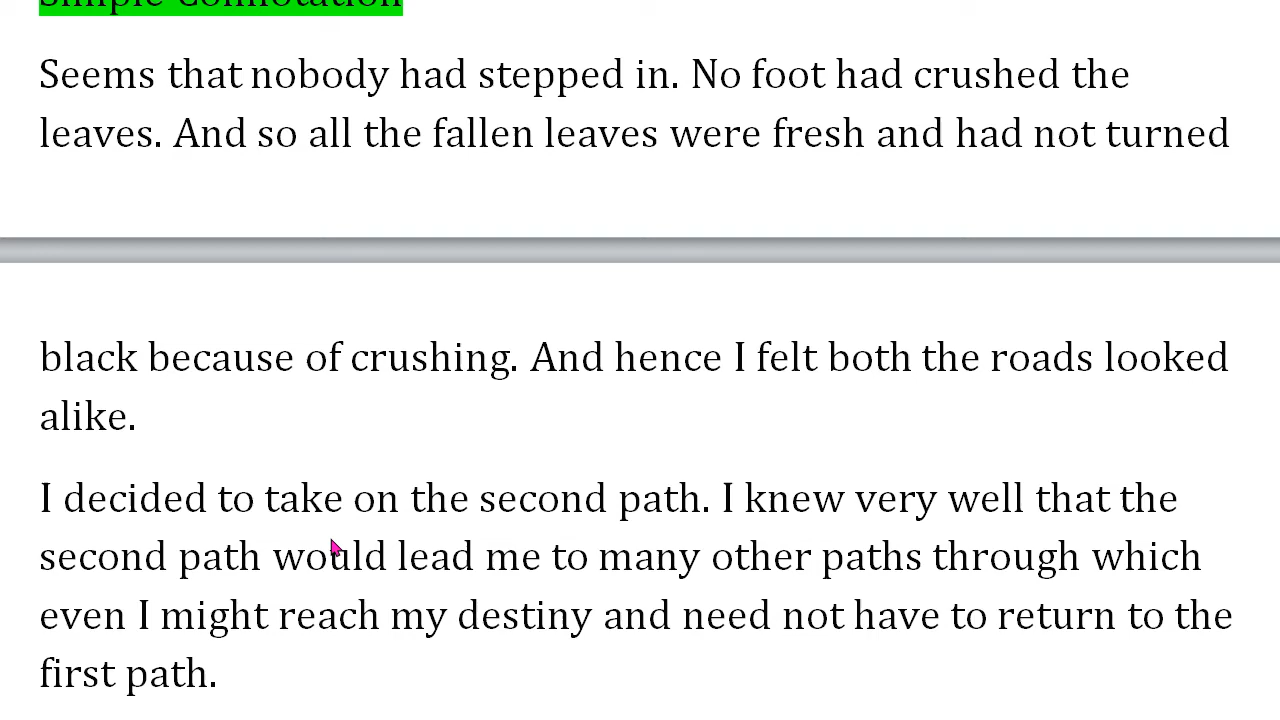 Simple Connotation
Seems that nobody had stepped in. No foot had crushed the
leaves. And so all the fallen leaves were fresh and had not turned
black because of crushing. And hence I felt both the roads looked
alike.
I decided to take on the second path. I knew very well that the
second path would lead me to many other paths through which
even I might reach my destiny and need not have to return to the
first path.